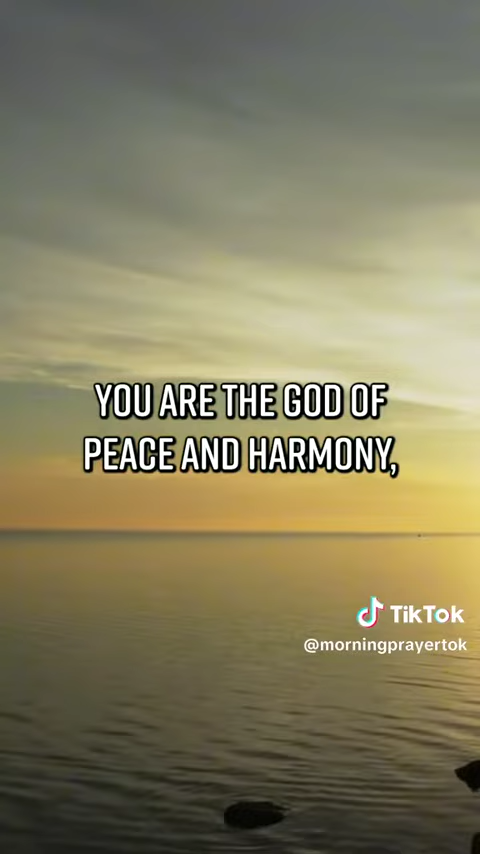 YOU ARE THE GOD OF
PEACE AND HARMONY,
TikTok
@morningprayertok